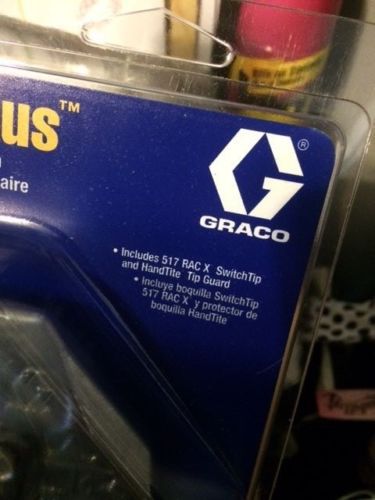 us™
aire
GRACO®
• Includes 517 RAC X SwitchTip
and HandTite Tip Guard
• Incluye boquilla SwitchTip
517 RAC X y protector de
boquilla HandTite